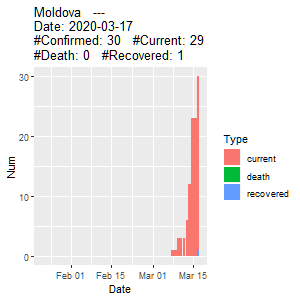 Moldova   ---
Date: 2020-03-17
#Confirmed: 30   #Current: 29
#Death: 0   #Recovered: 1
30
20
10
0
Num
Feb 01
Feb 15
Mar 01
Mar 15
Date
Type
current
death
recovered